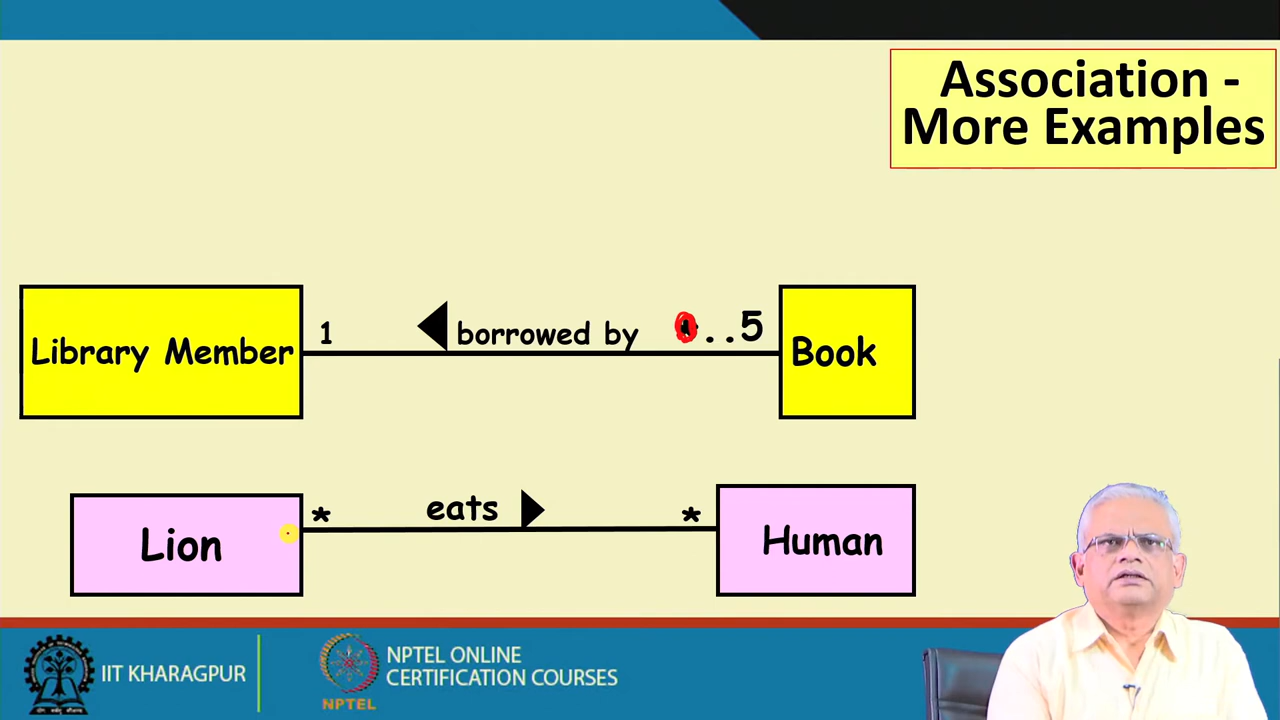 Association -
More Examples
Library Member
1
borrowed by
..5
Book
Lion
*
eats
*
Human
IIT KHARAGPUR
NPTEL ONLINE
CERTIFICATION COURSES
NPTEL